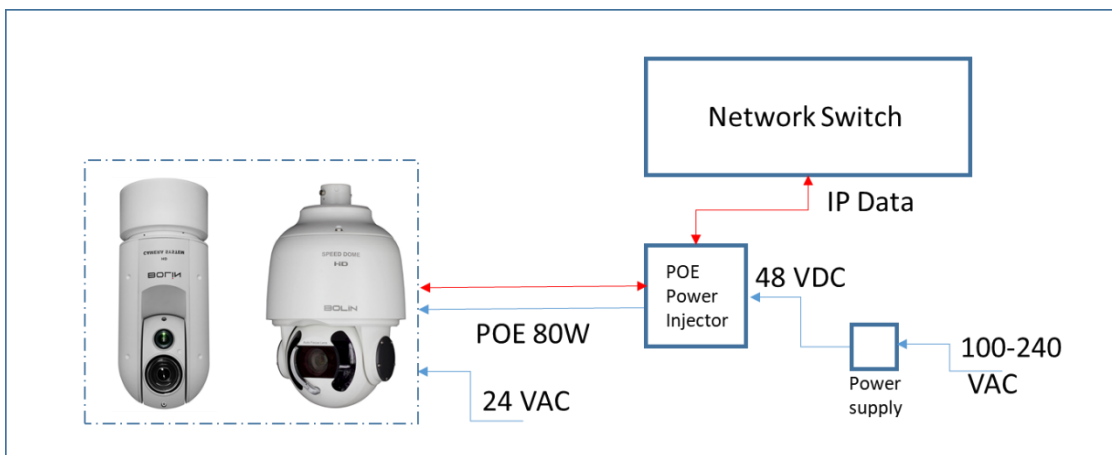 Network Switch
IP Data
SPEED DOME
HD
BOLIN
BOLIN
POE
Power
Injector
48 VDC
POE 80W
24 VAC
Power
supply
100-240
VAC